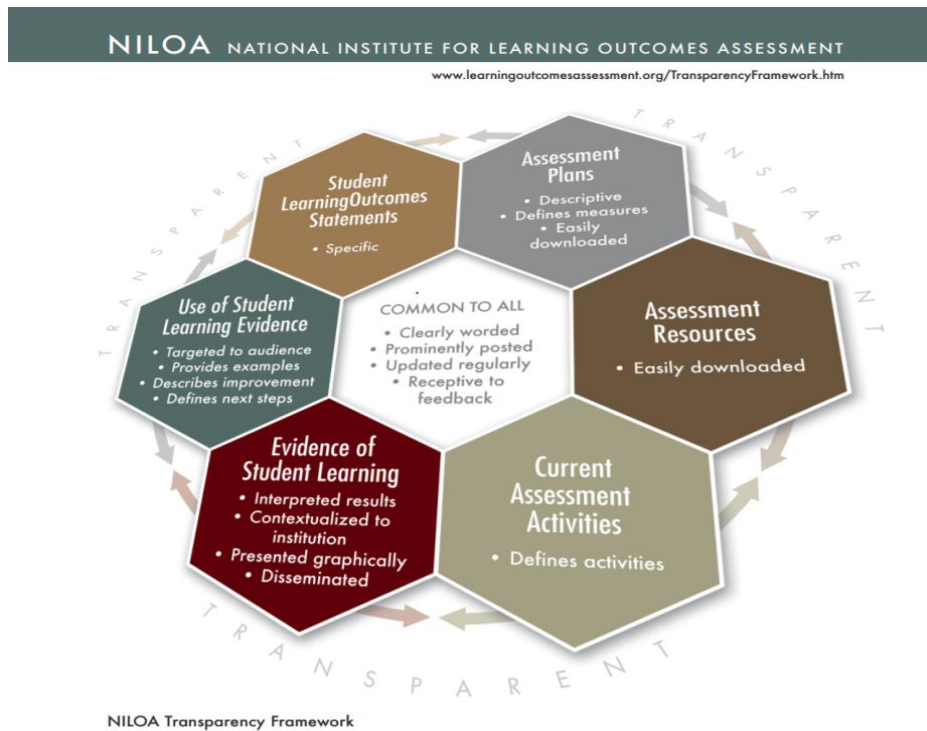 NILOA NATIONAL INSTITUTE FOR LEARNING OUTCOMES ASSESSMENT
www.learningoutcomesassessment.org/TransparencyFramework.htm
TRANSPARENT
TRANSPARENT
Student
LearningOutcomes
Statements
• Specific
Assessment
Plans
• Descriptive
• Defines measures
• Easily
downloaded
Use of Student
Learning Evidence
• Targeted to audience
• Provides examples
• Describes improvement
• Defines next steps
COMMON TO ALL
• Clearly worded
• Prominently posted
• Updated regularly
• Receptive to
feedback
Assessment
Resources
• Easily downloaded
Evidence of
Student Learning
• Interpreted results
• Contextualized to
institution
• Presented graphically
• Disseminated
Current
Assessment
Activities
• Defines activities
TRANSPARENT
NILOA Transparency Framework